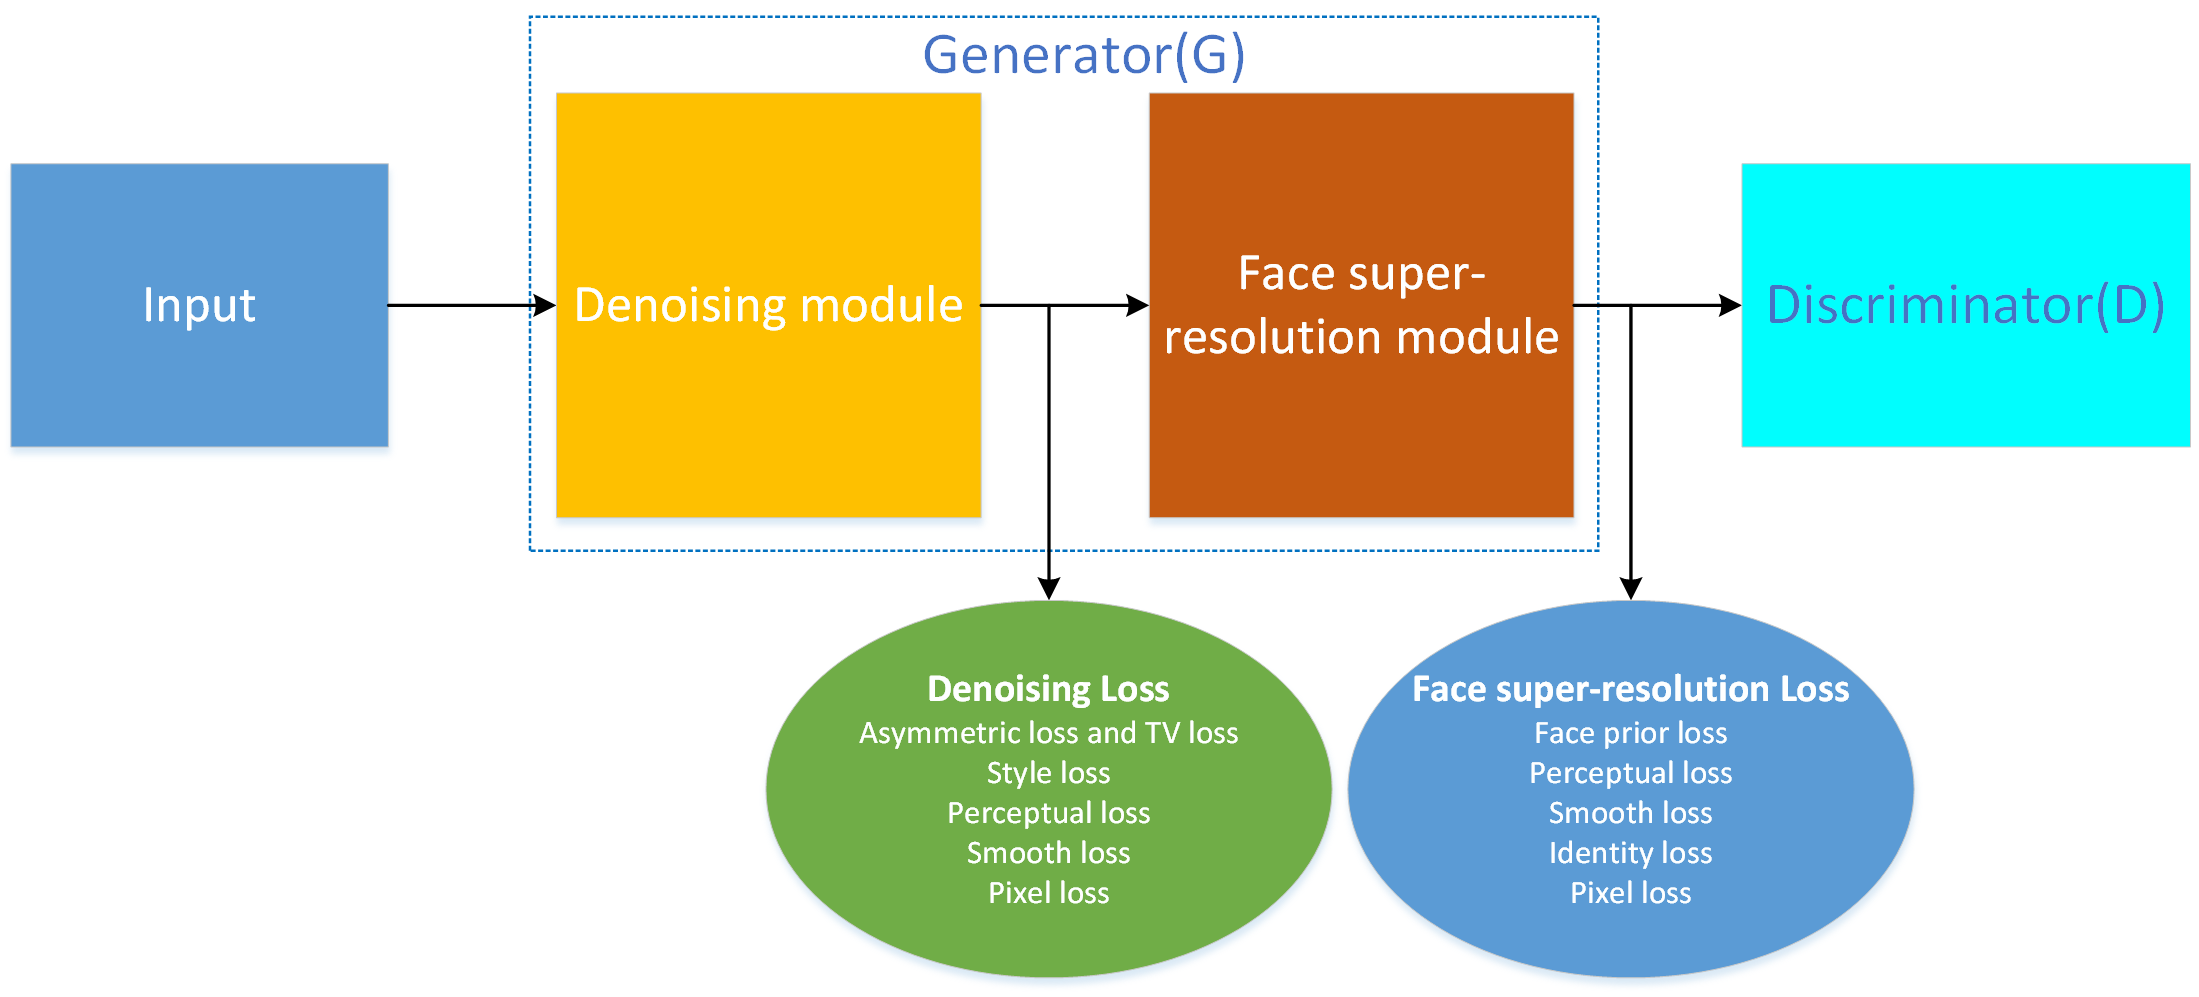 Generator(G)
Input
Denoising module
Face super-
resolution module
Discriminator(D)
Denoising Loss
Asymmetric loss and TV loss
Style loss
Perceptual loss
Smooth loss
Pixel loss
Face super-resolution Loss
Face prior loss
Perceptual loss
Smooth loss
Identity loss
Pixel loss